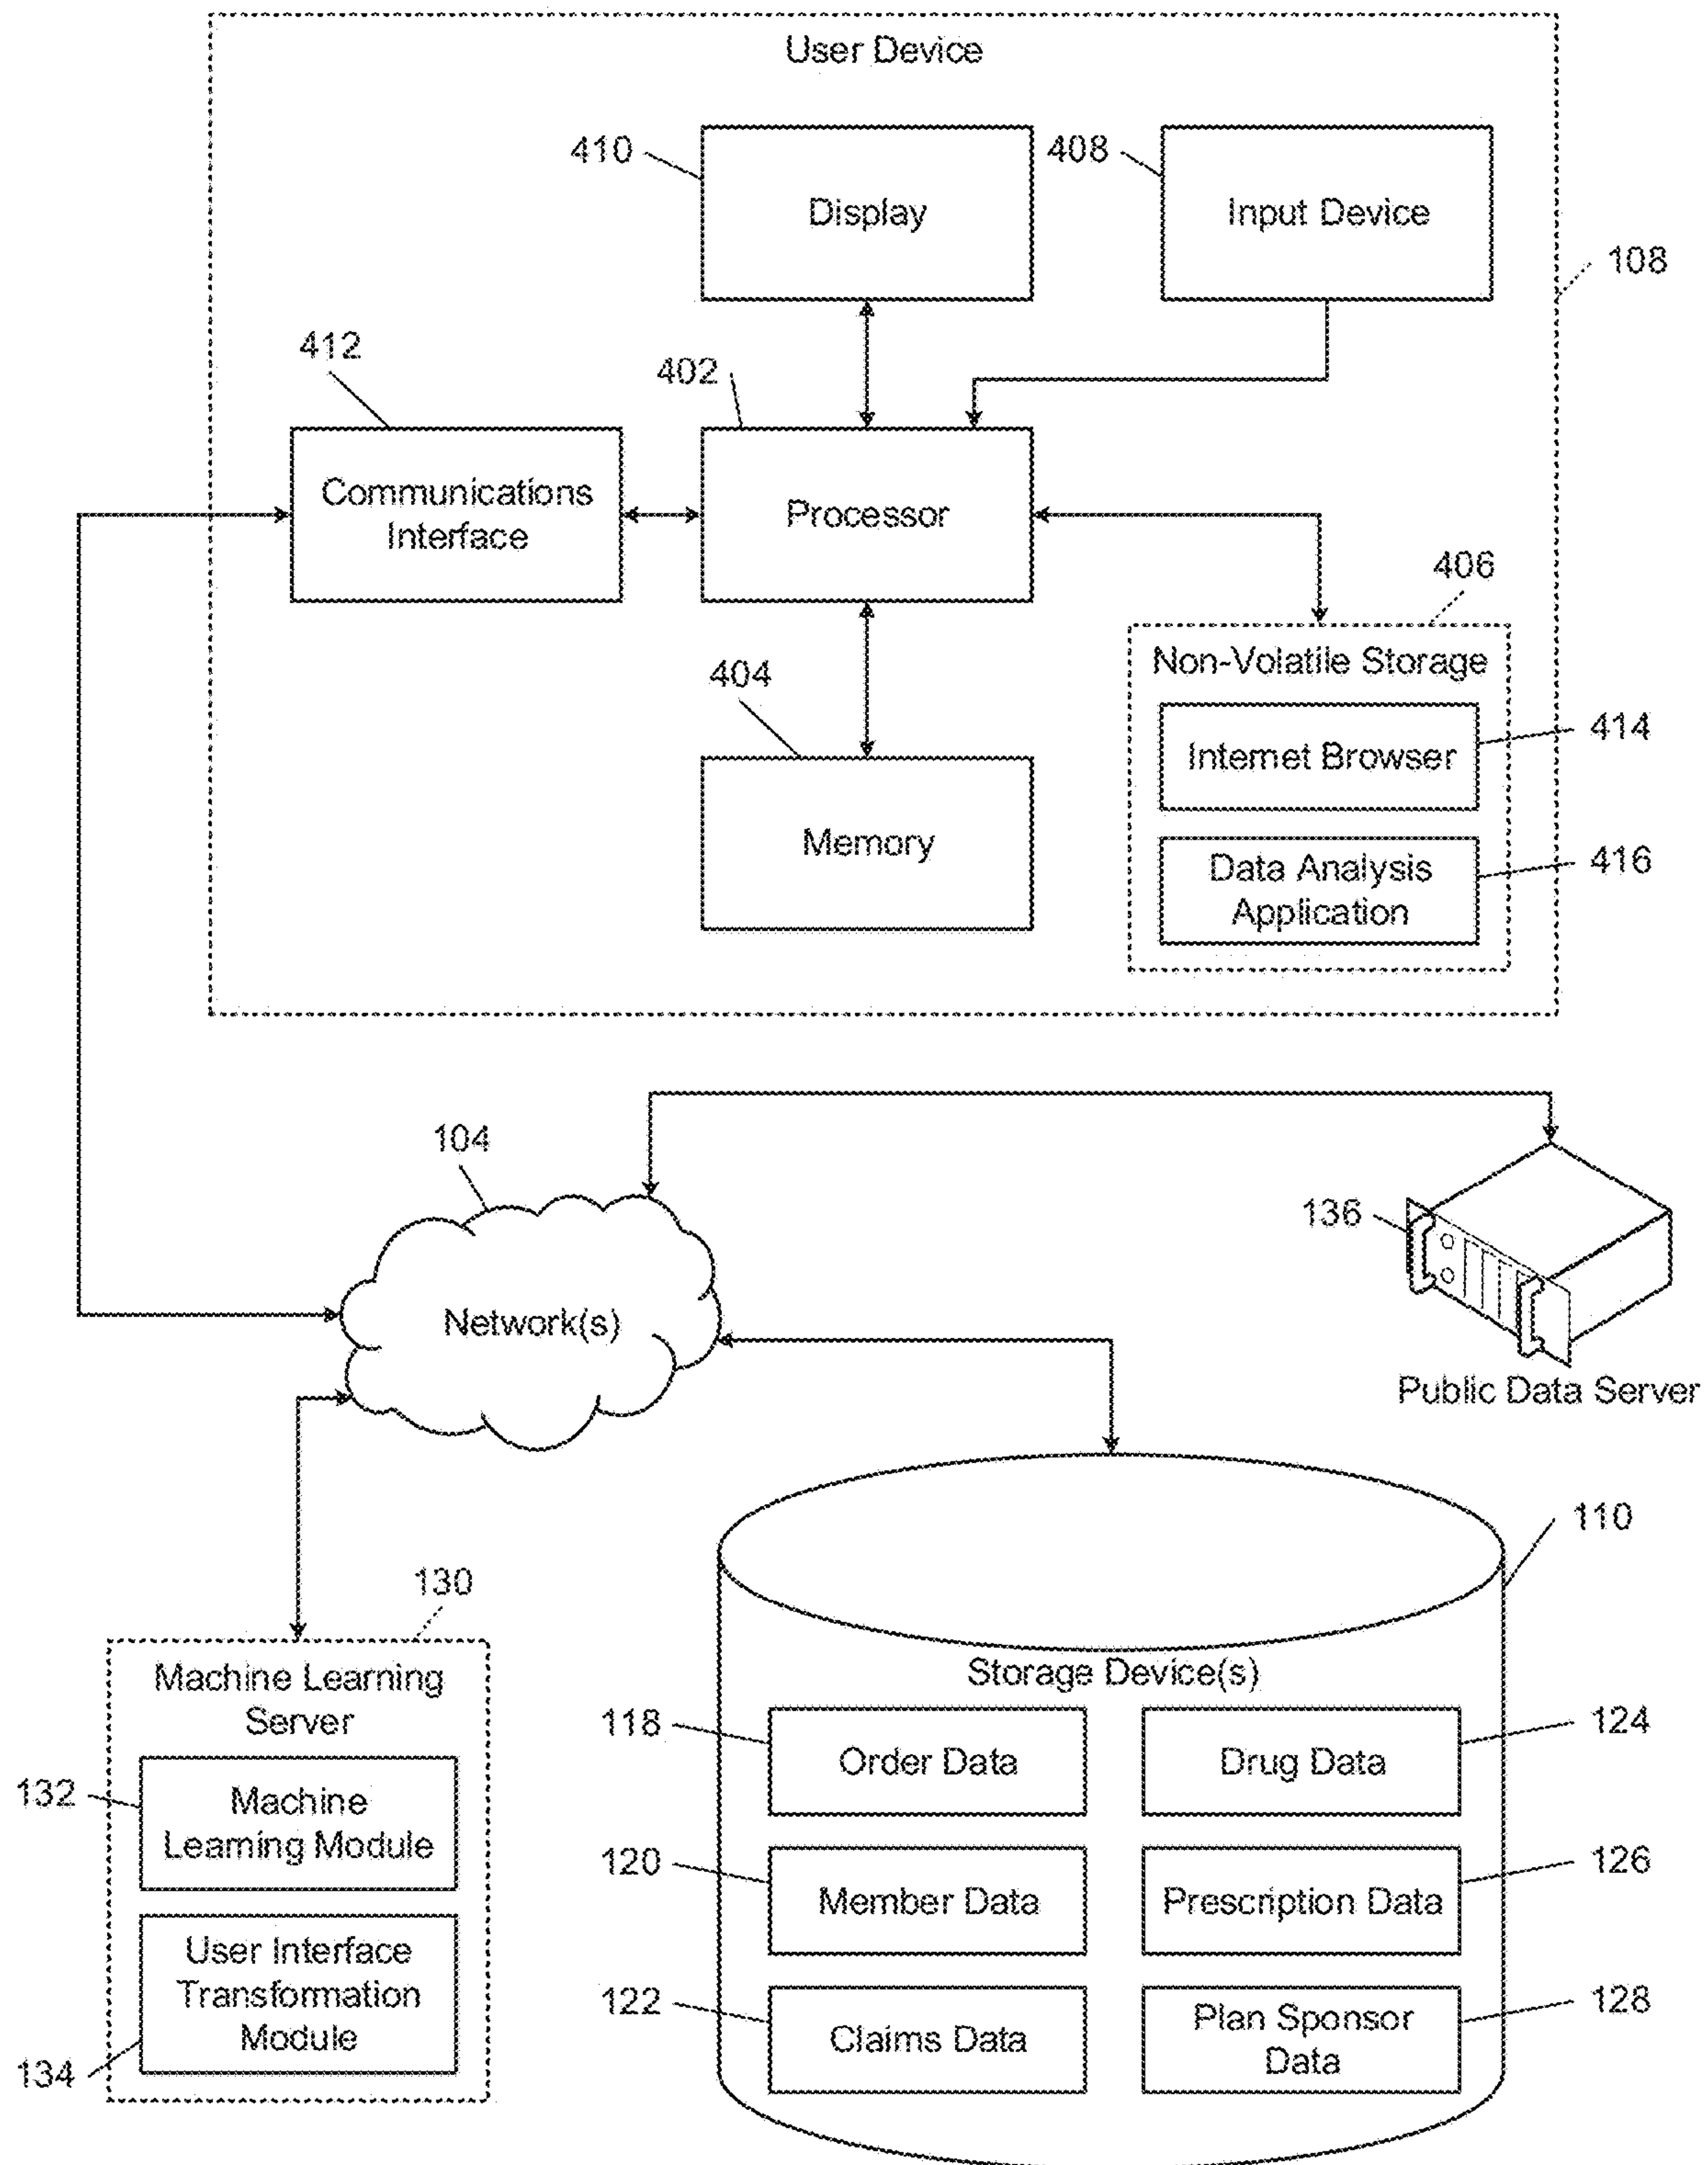 User Device
410
408
Display
Input Device
108
412
402
Communications
Interface
Processor
406
Non-Volatile Storage
404
414
Internet Browser
Memory
Data Analysis
Application
416
104
136
Network(s)
Public Data Server
110
130
Machine Learning
Server
Storage Device(s)
118
Order Data
Drug Data
124
132
Machine
Learning Module
120
Member Data
Prescription Data
126
User Interface
Transformation
Module
134
122
Claims Data
Plan Sponsor
Data
128